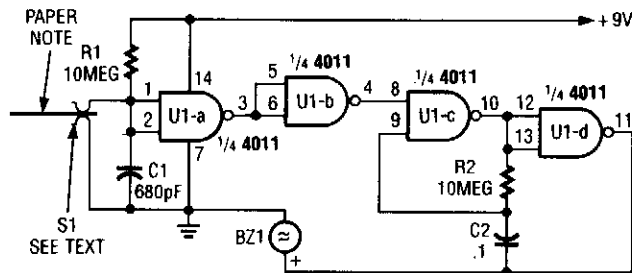 PAPER
NOTE
R1
10MEG
+9V
1
2
14
U1-a
3
7
1/4 4011
5
6
1/4 4011
U1-b
4
8
9
1/4 4011
U1-c
10
12
13
1/4 4011
U1-d
11
C1
680pF
S1
SEE TEXT
BZ1
≈
+
R2
10MEG
C2
.1